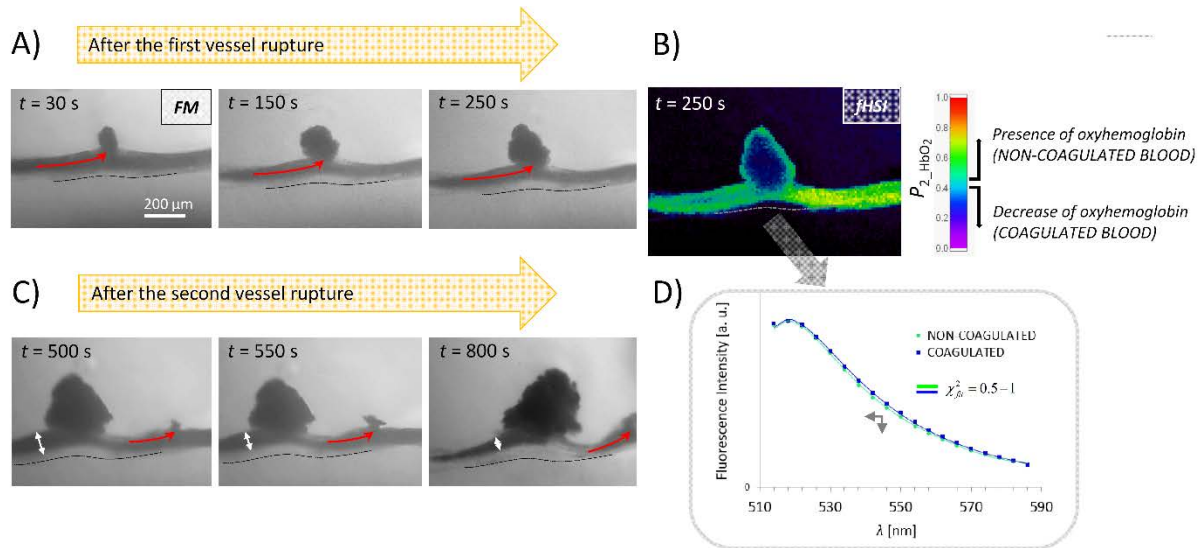 A)
After the first vessel rupture
t = 30 s
FM
t = 150 s
t = 250 s
200 µm
B)
t = 250 s
fHSI
1.0
0.8
0.6
0.4
0.2
0.0
P2_HbO2
Presence of oxyhemoglobin
(NON-COAGULATED BLOOD)
Decrease of oxyhemoglobin
(COAGULATED BLOOD)
C)
After the second vessel rupture
t = 500 s
t = 550 s
t = 800 s
D)
Fluorescence Intensity [a. u.]
NON-COAGULATED
COAGULATED
χ²fit = 0.5 – 1
0
510 530 550 570 590
λ [nm]